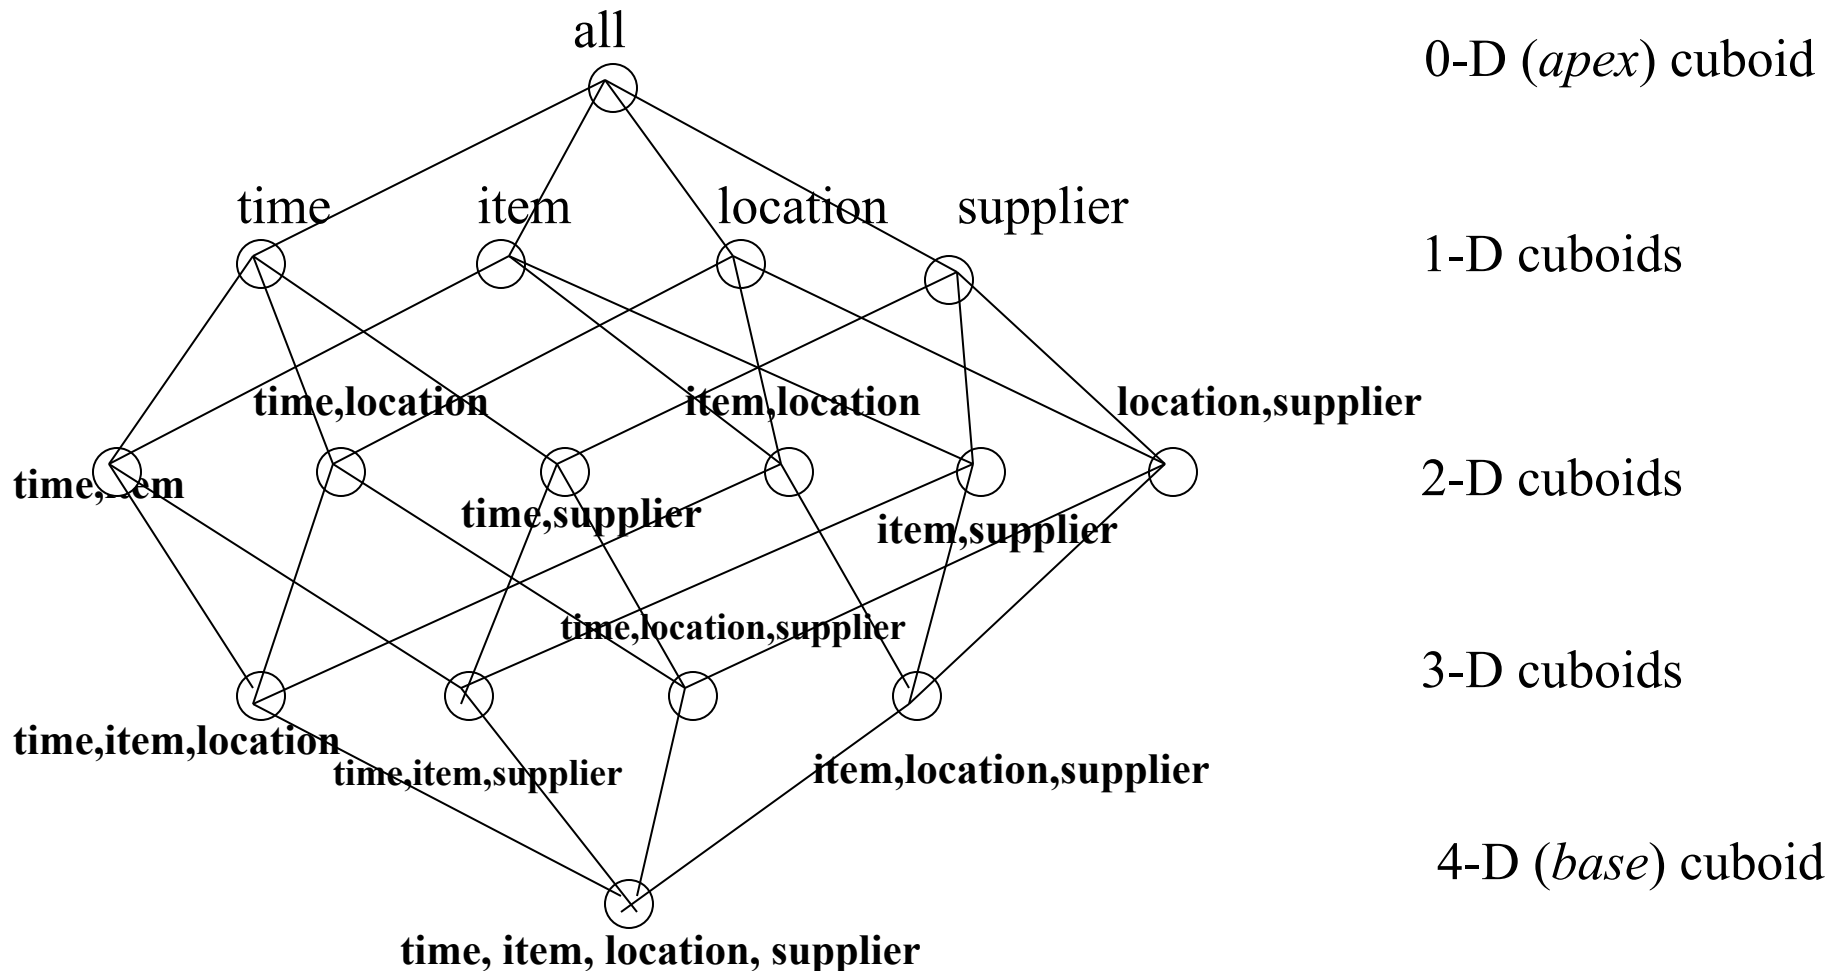 all
0-D (apex) cuboid
time
item
location
supplier
1-D cuboids
time,location
item,location
location,supplier
time,item
2-D cuboids
time,supplier
item,supplier
time,location,supplier
3-D cuboids
time,item,location
time,item,supplier
item,location,supplier
4-D (base) cuboid
time, item, location, supplier